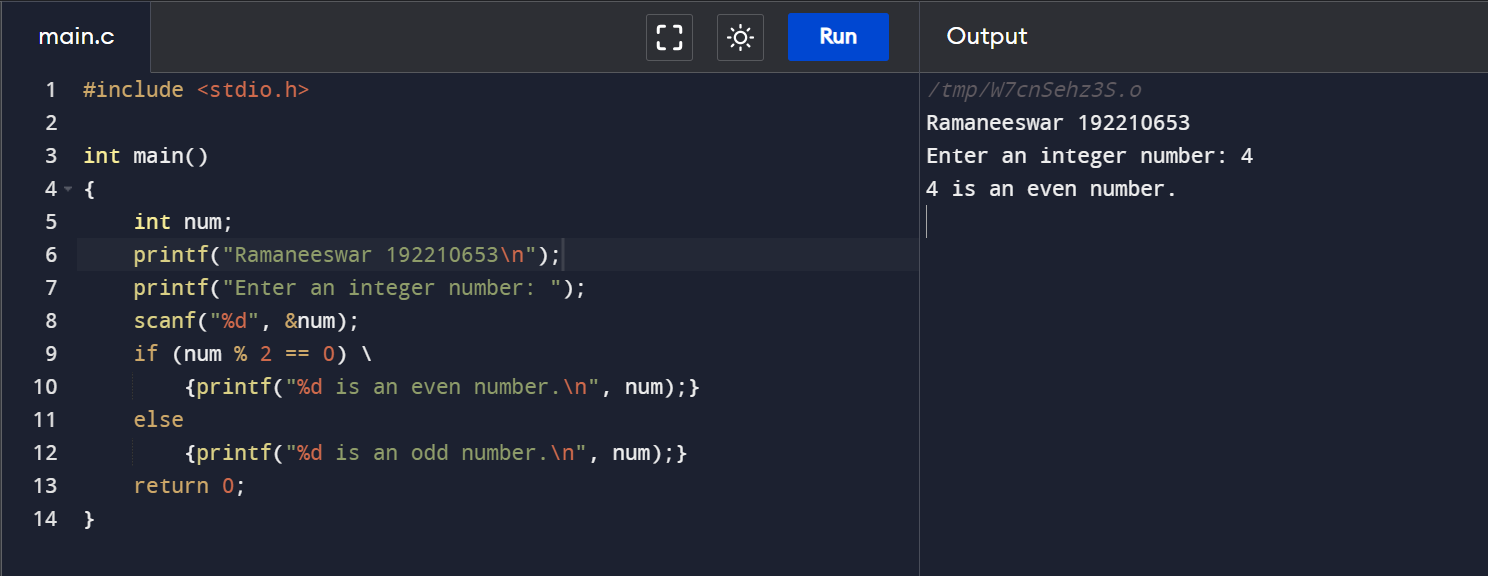 main.c
Run
Output
1 #include <stdio.h>
2
3 int main()
4 {
5     int num;
6     printf("Ramaneeswar 192210653\n");
7     printf("Enter an integer number: ");
8     scanf("%d", &num);
9     if (num % 2 == 0) \
10         {printf("%d is an even number.\n", num);}
11     else
12         {printf("%d is an odd number.\n", num);}
13     return 0;
14 }
/tmp/W7cnSehz3S.o
Ramaneeswar 192210653
Enter an integer number: 4
4 is an even number.